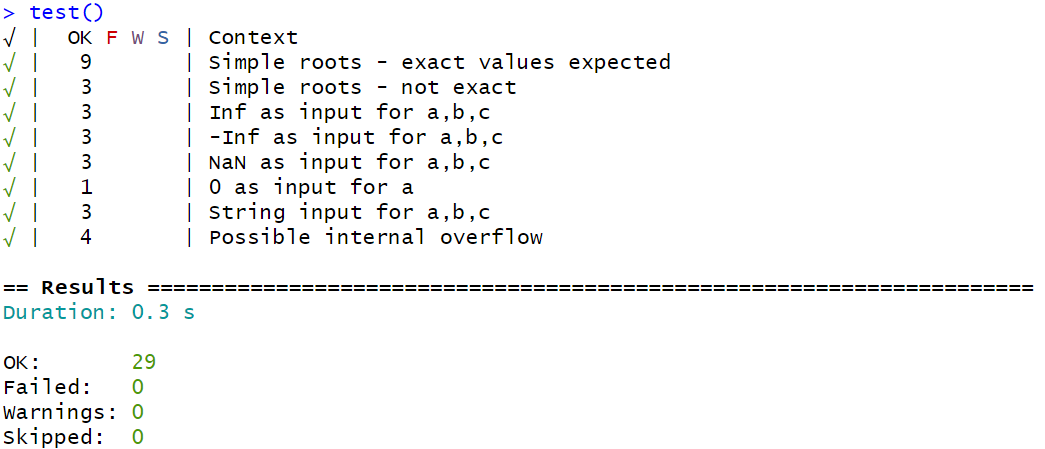 > test()
√ | OK F W S | Context
√ | 9 | Simple roots - exact values expected
√ | 3 | Simple roots - not exact
√ | 3 | Inf as input for a,b,c
√ | 3 | -Inf as input for a,b,c
√ | 3 | NaN as input for a,b,c
√ | 1 | 0 as input for a
√ | 3 | String input for a,b,c
√ | 4 | Possible internal overflow
== Results =====================================================================
Duration: 0.3 s
OK: 29
Failed: 0
Warnings: 0
Skipped: 0